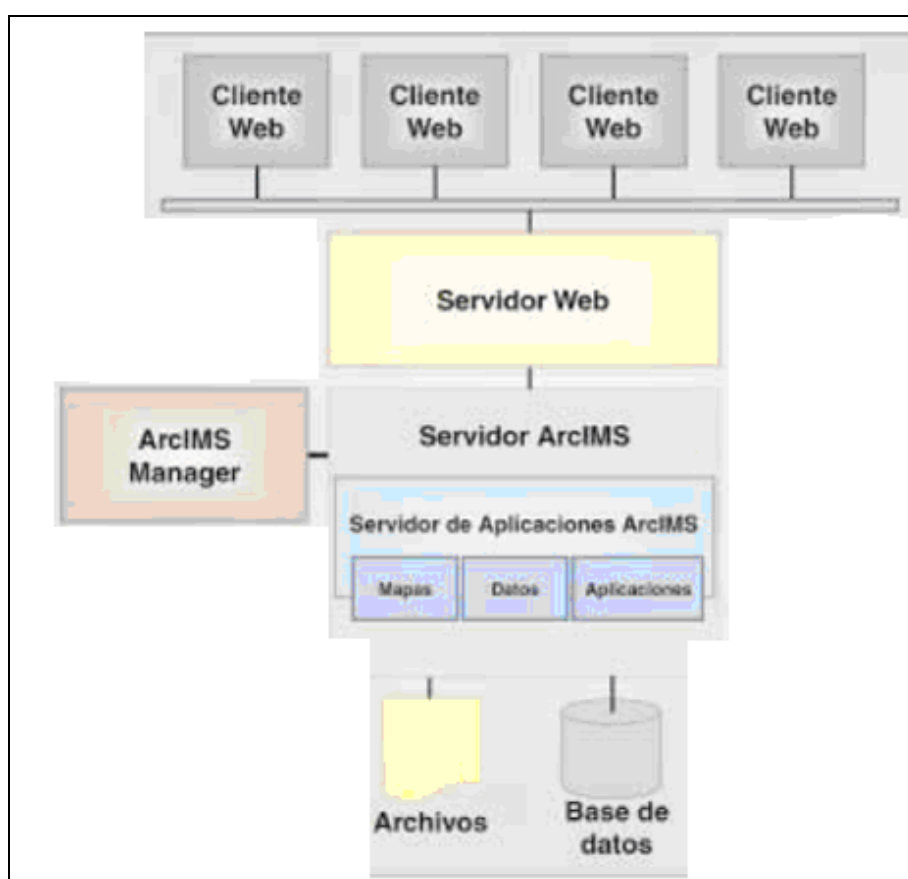 Cliente
Web
Cliente
Web
Cliente
Web
Cliente
Web
Servidor Web
ArcIMS
Manager
Servidor ArcIMS
Servidor de Aplicaciones ArcIMS
Mapas
Datos
Aplicaciones
Archivos
Base de
datos